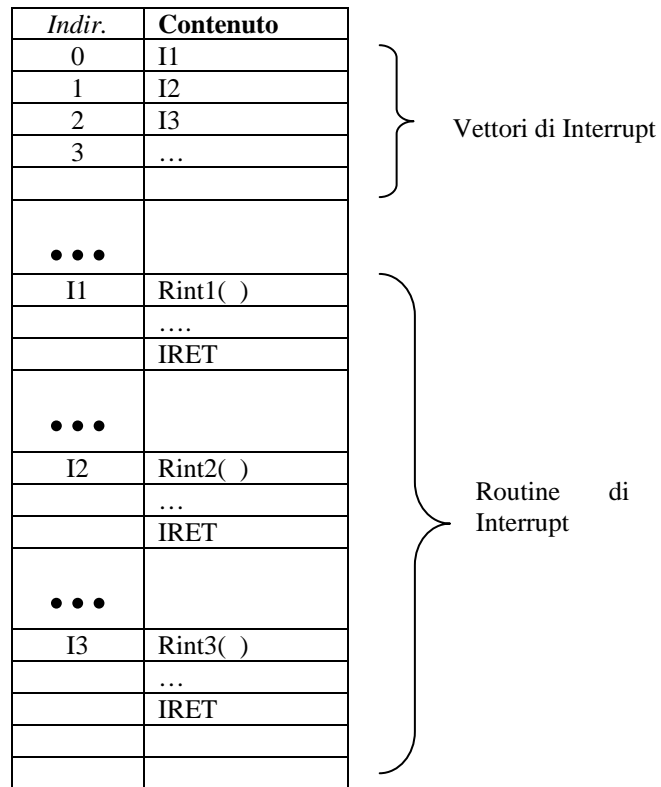 Indir. Contenuto
0 I1
1 I2
2 I3
3 …
Vettori di Interrupt
● ● ●
I1 Rint1( )
….
IRET
● ● ●
I2 Rint2( )
…
IRET
Routine di
Interrupt
● ● ●
I3 Rint3( )
…
IRET